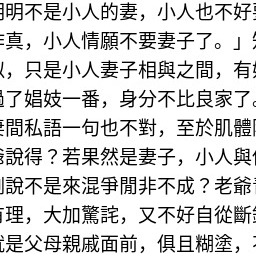 明明不是小人的妻，小人也不好
作真，小人情願不要妻子了。」
，只是小人妻子相與之間，有
過了娼妓一番，身分不比良家了
妻間私語一句也不對，至於肌體
說得？若果然是妻子，小人與
說不是來混爭閒非不成？老爺
有理，大加驚詫，又不好自從斷
是父母親戚面前，俱且糊塗，